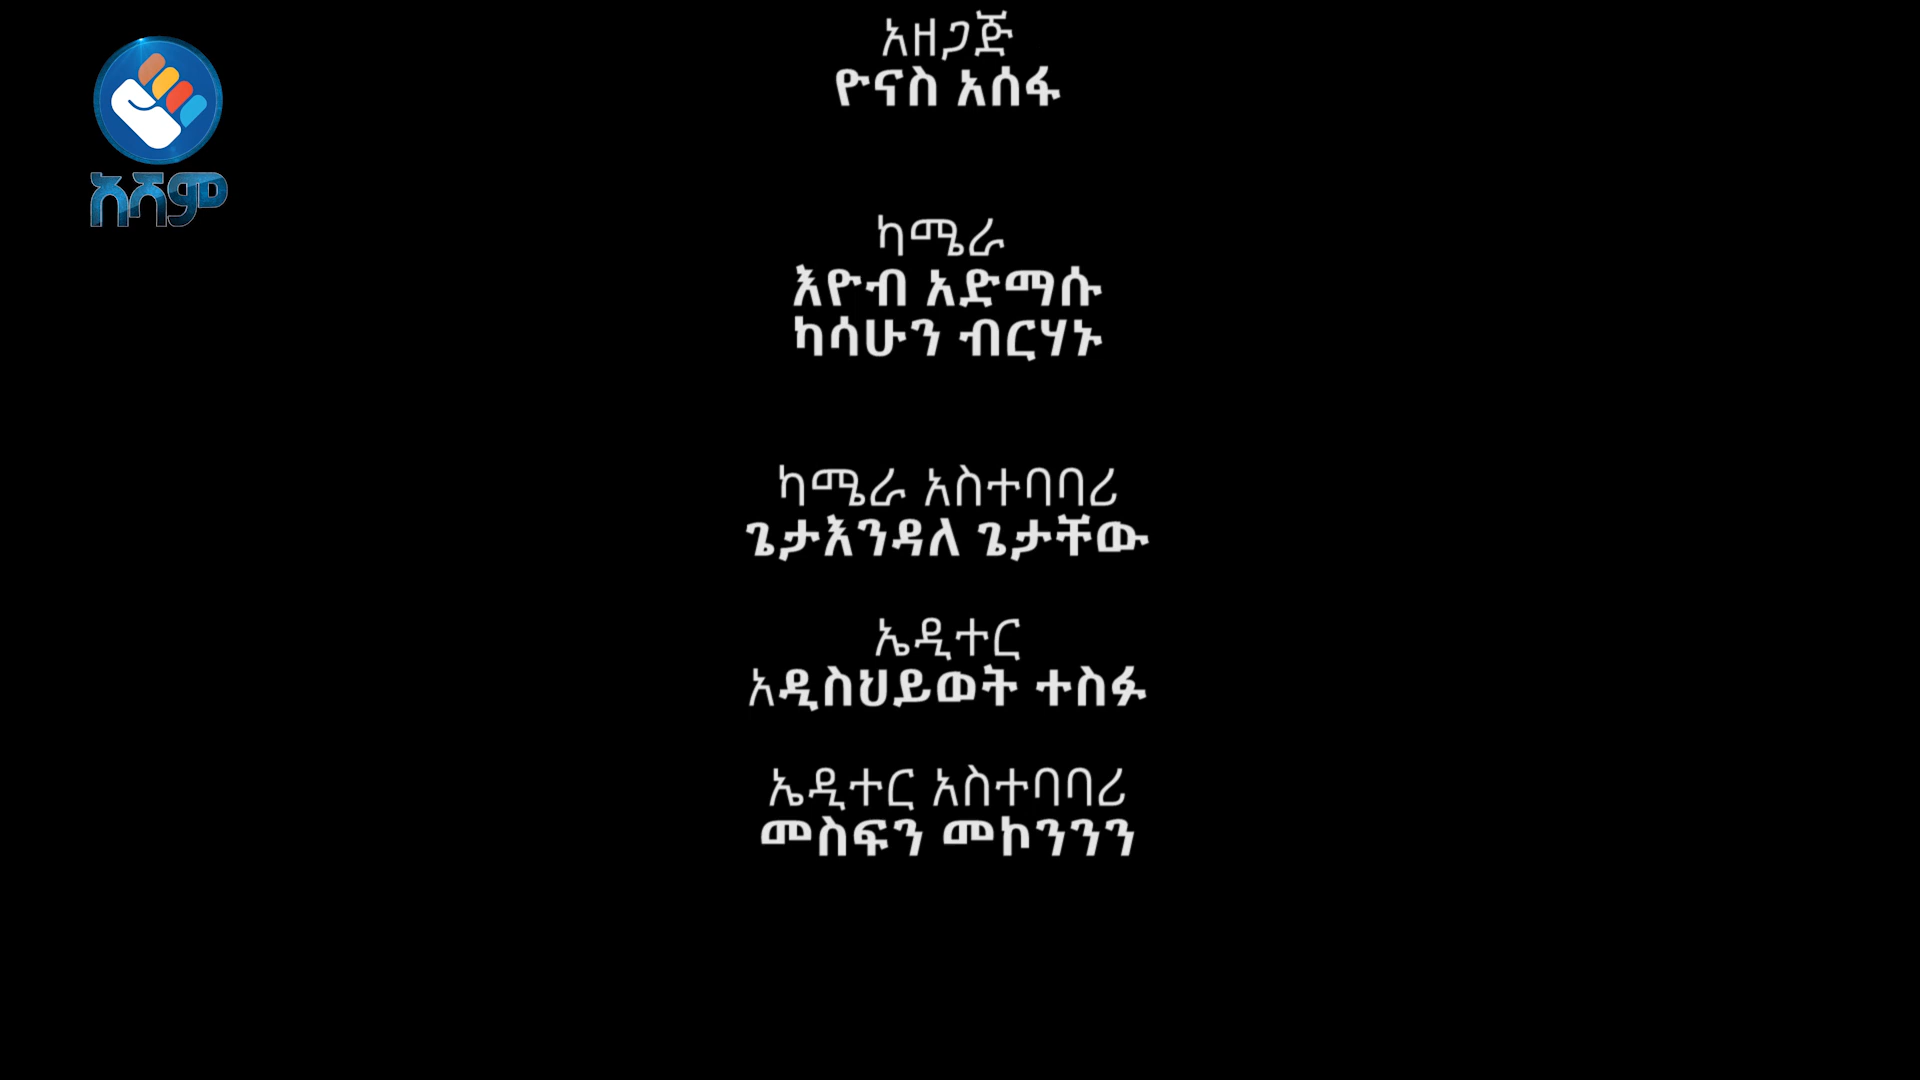 አሻም
አዘጋጅ
ዮናስ አሰፋ
ካሜራ
እዮብ አድማሱ
ካሳሁን ብርሃኑ
ካሜራ አስተባባሪ
ጌታእንዳለ ጌታቸው
ኤዲተር
አዲስህይወት ተስፉ
ኤዲተር አስተባባሪ
መስፍን መኮንንን